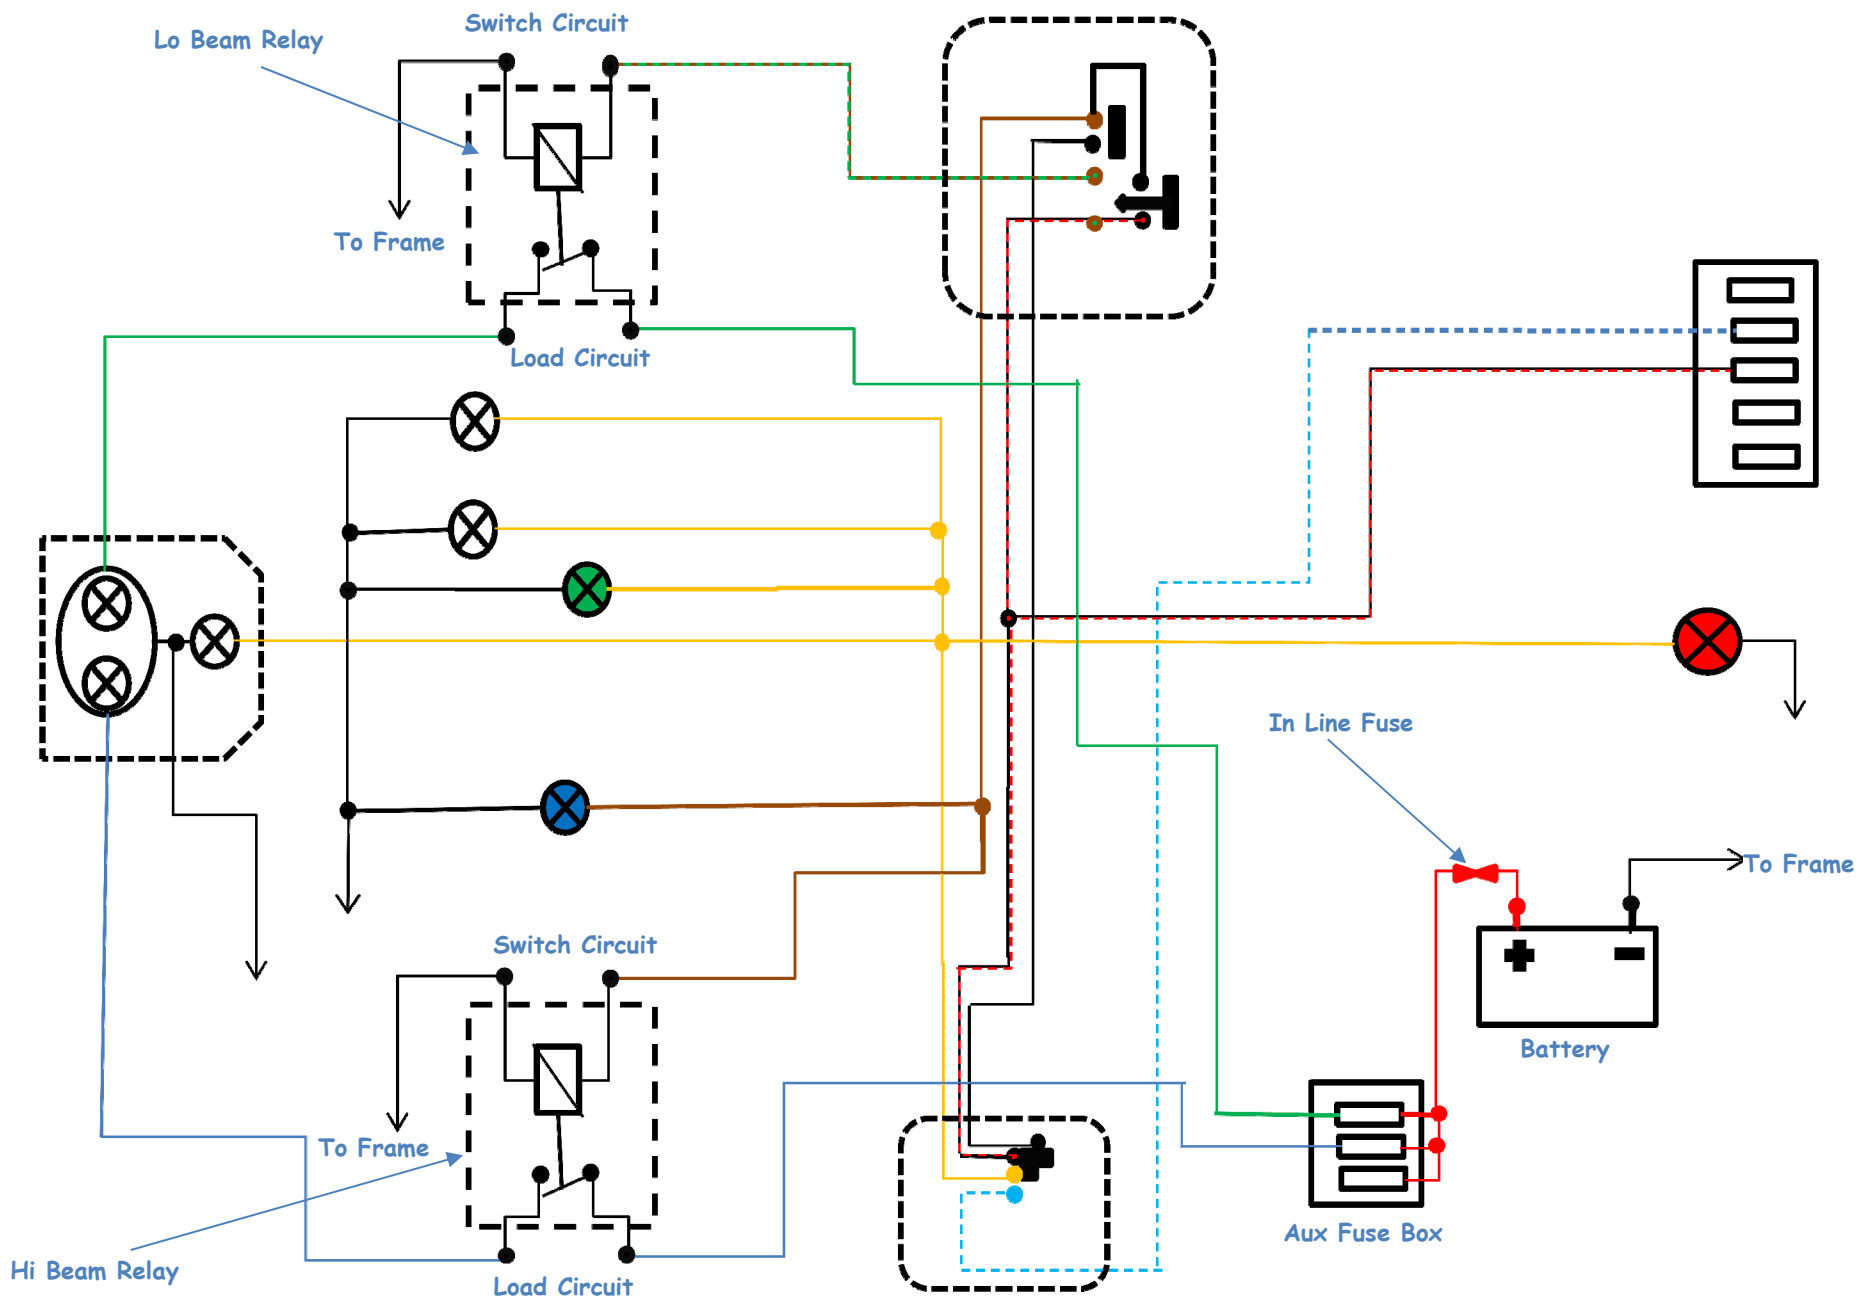 Switch Circuit
Lo Beam Relay
To Frame
Load Circuit
In Line Fuse
To Frame
Switch Circuit
Battery
To Frame
Aux Fuse Box
Hi Beam Relay
Load Circuit